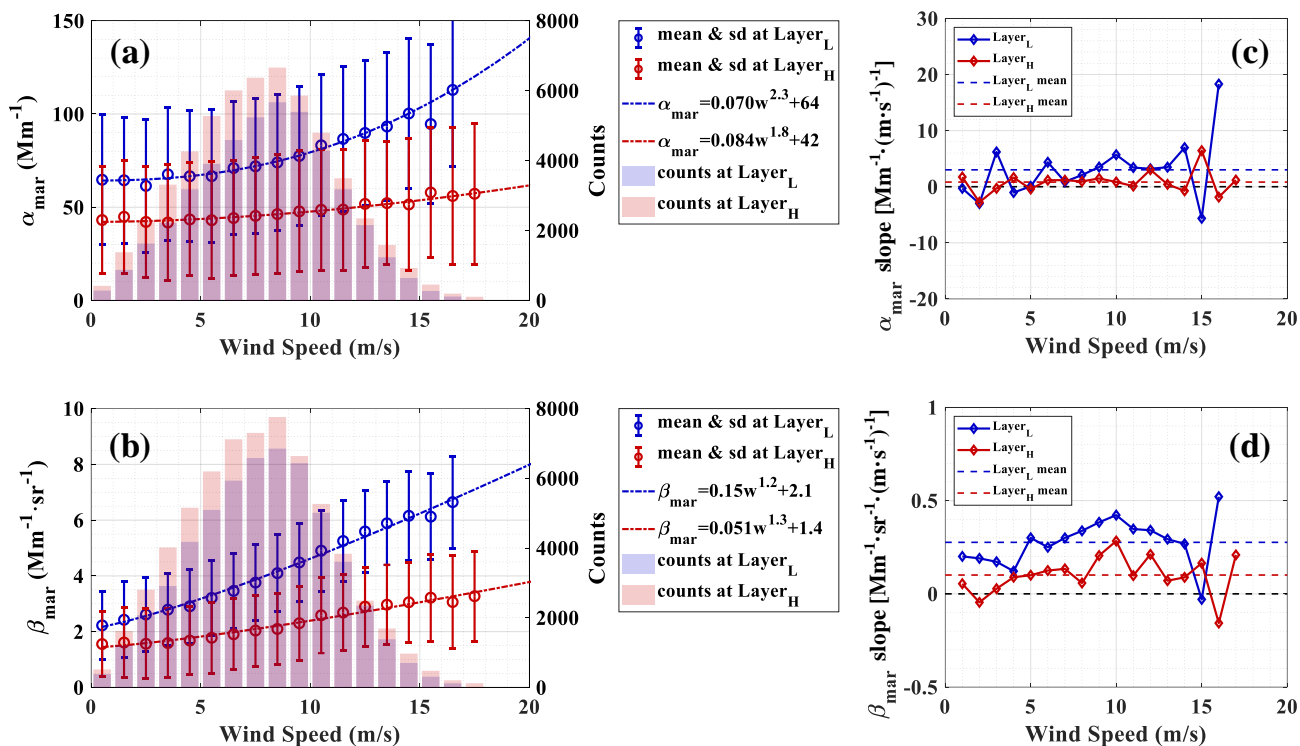 (a)
150
100
50
0
α_mar (Mm⁻¹)
8000
6000
4000
2000
0
Counts
0 5 10 15 20
Wind Speed (m/s)
mean & sd at Layer_L
mean & sd at Layer_H
α_mar=0.070w^2.3+64
α_mar=0.084w^1.8+42
counts at Layer_L
counts at Layer_H
(c)
30
20
10
0
-10
-20
α_mar slope [Mm⁻¹·(m·s⁻¹)⁻¹]
Layer_L
Layer_H
Layer_L mean
Layer_H mean
0 5 10 15 20
Wind Speed (m/s)
(b)
10
8
6
4
2
0
β_mar (Mm⁻¹·sr⁻¹)
8000
6000
4000
2000
0
Counts
0 5 10 15 20
Wind Speed (m/s)
mean & sd at Layer_L
mean & sd at Layer_H
β_mar=0.15w^1.2+2.1
β_mar=0.051w^1.3+1.4
counts at Layer_L
counts at Layer_H
(d)
1
0.5
0
-0.5
β_mar slope [Mm⁻¹·sr⁻¹·(m·s⁻¹)⁻¹]
Layer_L
Layer_H
Layer_L mean
Layer_H mean
0 5 10 15 20
Wind Speed (m/s)